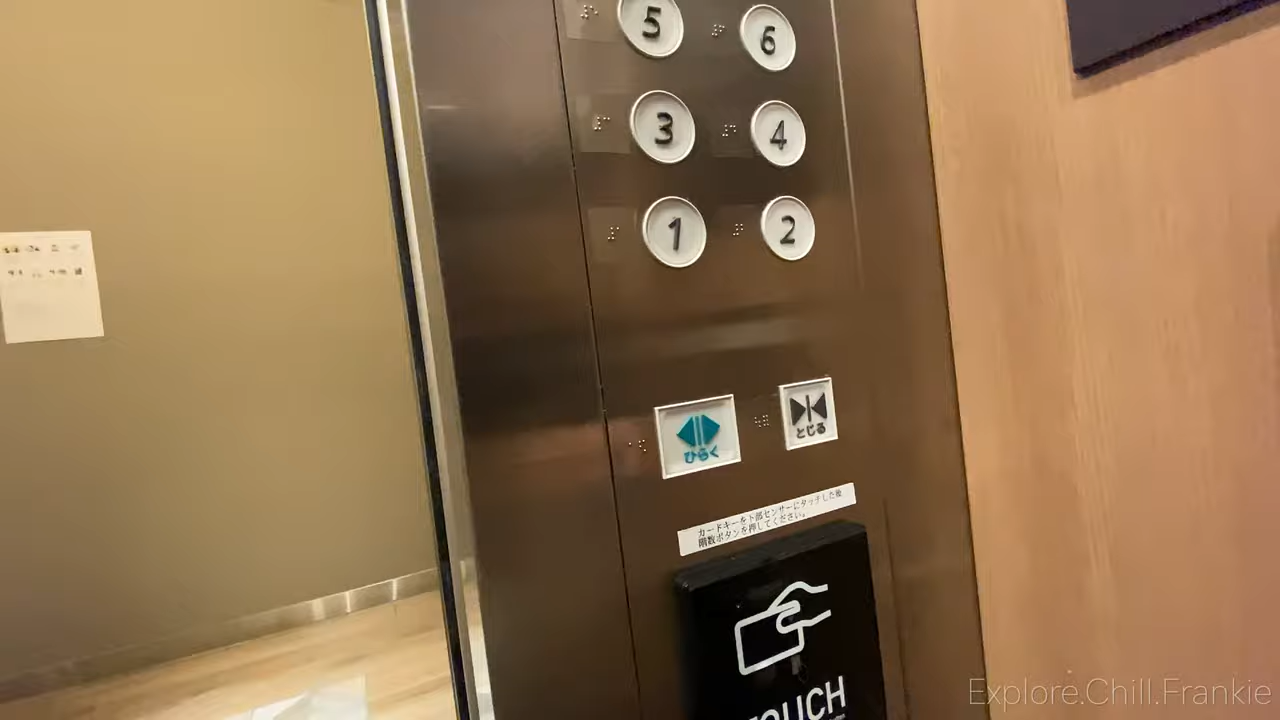 5 6
3 4
1 2
ひらく
とじる
カードキーを下部センサーにタッチした後
階数ボタンを押してください。
TOUCH
Explore.Chill.Frankie